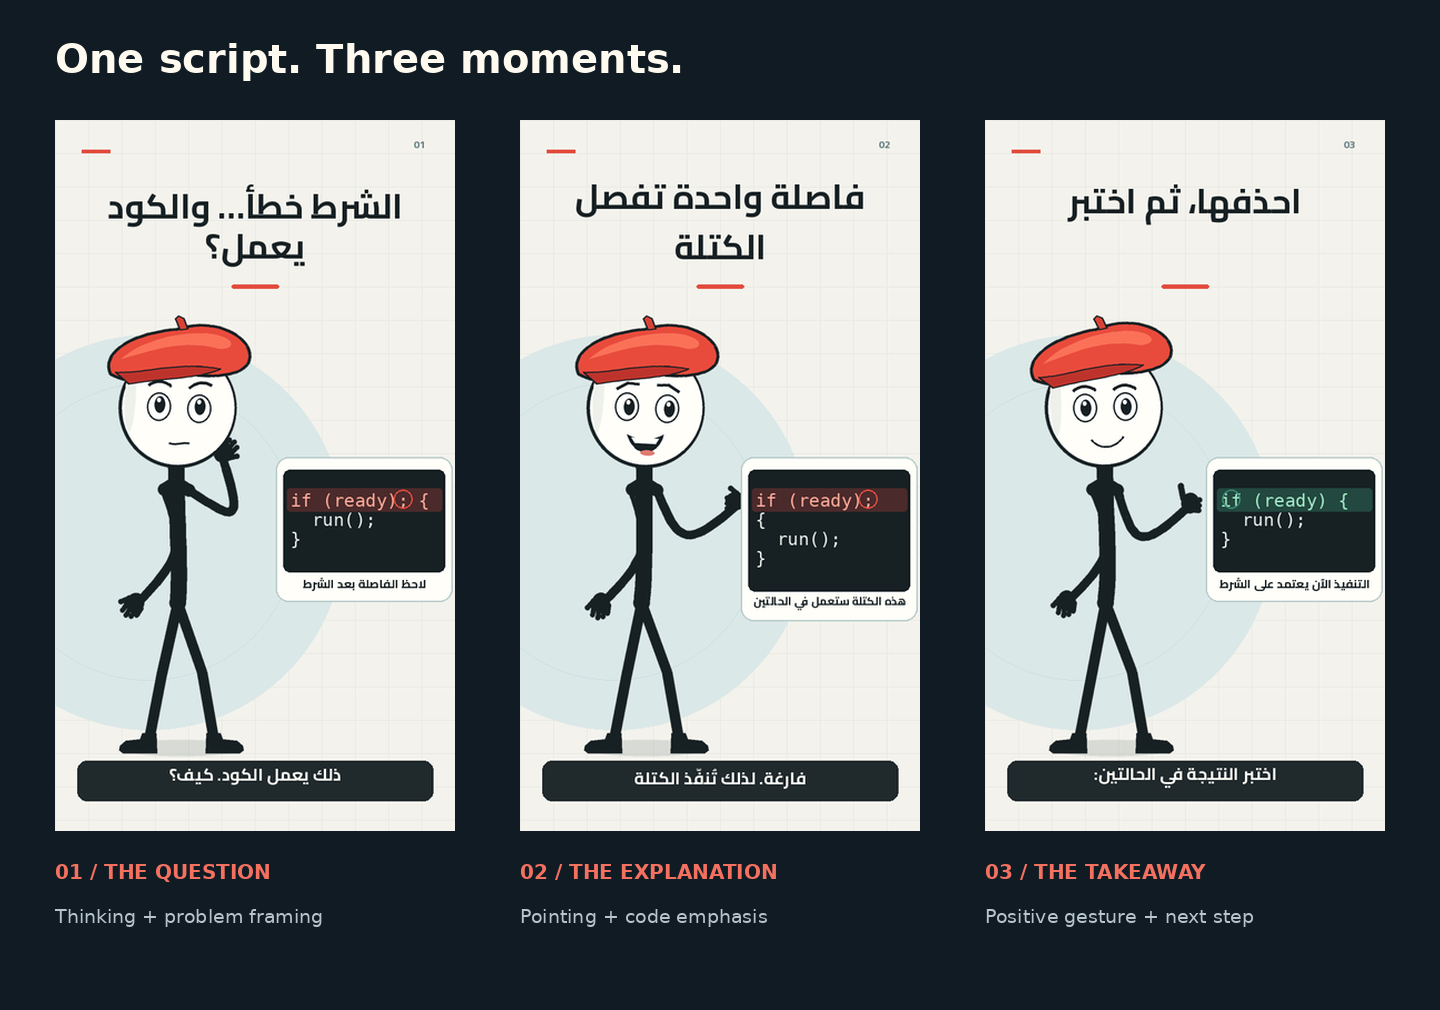 One script. Three moments.
01
الشرط خطأ... والكود
يعمل؟
if (ready); {
run();
}
لاحظ الفاصلة بعد الشرط
ذلك يعمل الكود. كيف؟
01 / THE QUESTION
Thinking + problem framing
02
فاصلة واحدة تفصل
الكتلة
if (ready);
{
run();
}
هذه الكتلة ستعمل في الحالتين
فارغة. لذلك تُنفّذ الكتلة
02 / THE EXPLANATION
Pointing + code emphasis
03
احذفها، ثم اختبر
if (ready) {
run();
}
التنفيذ الآن يعتمد على الشرط
اختبر النتيجة في الحالتين:
03 / THE TAKEAWAY
Positive gesture + next step